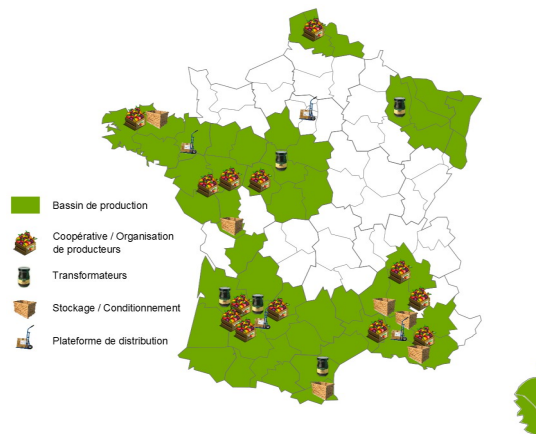 Bassin de production
Coopérative / Organisation
de producteurs
Transformateurs
Stockage / Conditionnement
Plateforme de distribution